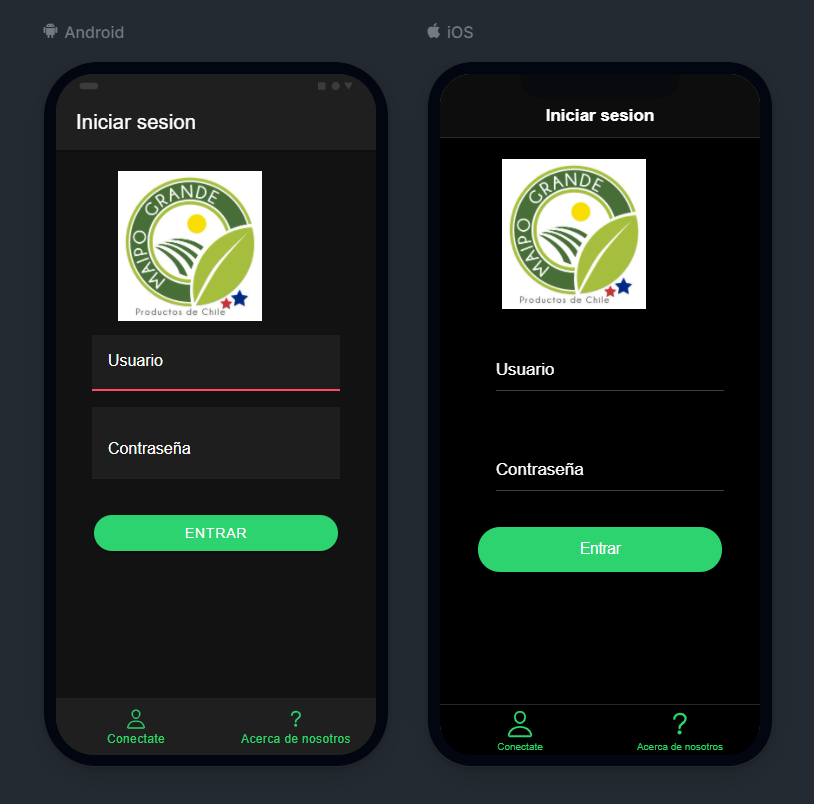 Android
Iniciar sesion
MAIPO GRANDE
Productos de Chile
Usuario
Contraseña
ENTRAR
Conectate
Acerca de nosotros
iOS
Iniciar sesion
MAIPO GRANDE
Productos de Chile
Usuario
Contraseña
Entrar
Conectate
Acerca de nosotros